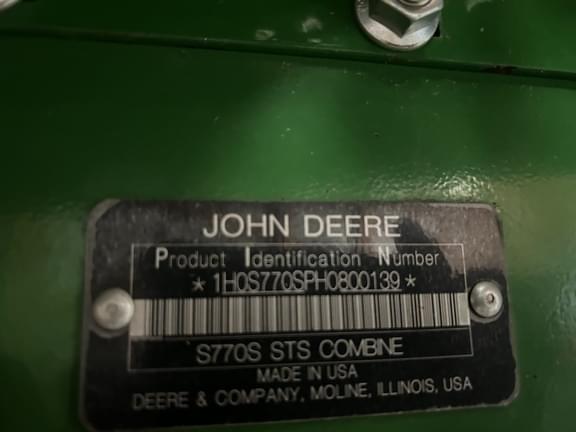 JOHN DEERE
Product Identification Number
*1H0S770SPH0800139*
S770S STS COMBINE
MADE IN USA
DEERE & COMPANY, MOLINE, ILLINOIS, USA